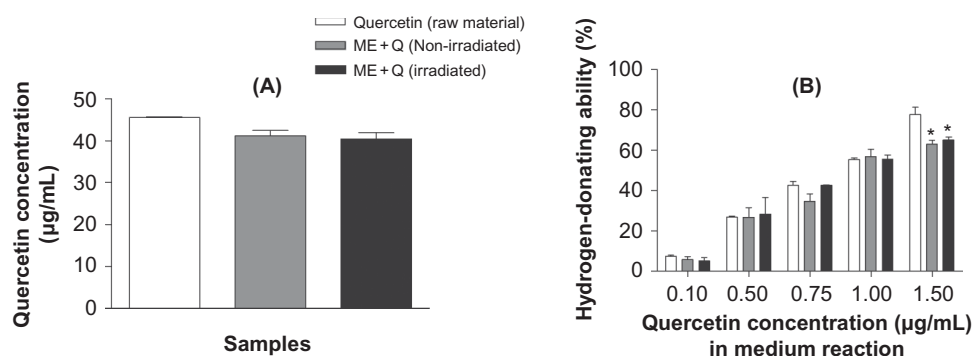 Quercetin (raw material)
ME + Q (Non-irradiated)
ME + Q (irradiated)
(A)
Quercetin concentration
(µg/mL)
50
40
30
20
10
0
Samples
(B)
Hydrogen-donating ability (%)
100
80
60
40
20
0
* *
0.10 0.50 0.75 1.00 1.50
Quercetin concentration (µg/mL)
in medium reaction